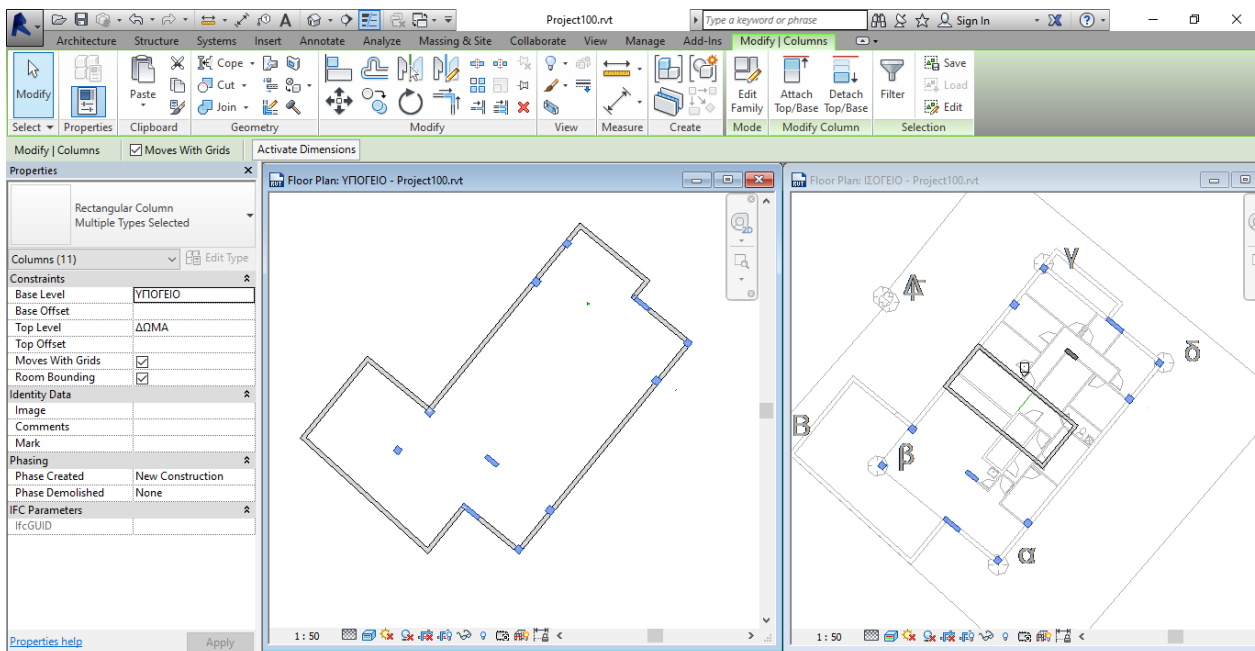 Project100.rvt
Type a keyword or phrase
Sign In
Architecture Structure Systems Insert Annotate Analyze Massing & Site Collaborate View Manage Add-Ins Modify | Columns
Modify
Paste
Cope
Cut
Join
Edit Family
Attach Top/Base
Detach Top/Base
Filter
Save
Load
Edit
Select Properties Clipboard Geometry Modify View Measure Create Mode Modify Column Selection
Modify | Columns Moves With Grids Activate Dimensions
Properties
Rectangular Column
Multiple Types Selected
Columns (11) Edit Type
Constraints
Base Level ΥΠΟΓΕΙΟ
Base Offset
Top Level ΔΩΜΑ
Top Offset
Moves With Grids
Room Bounding
Identity Data
Image
Comments
Mark
Phasing
Phase Created New Construction
Phase Demolished None
IFC Parameters
IfcGUID
Properties help Apply
Floor Plan: ΥΠΟΓΕΙΟ - Project100.rvt
2D
1 : 50
Floor Plan: ΙΣΟΓΕΙΟ - Project100.rvt
γ
δ
B
β
α
1 : 50